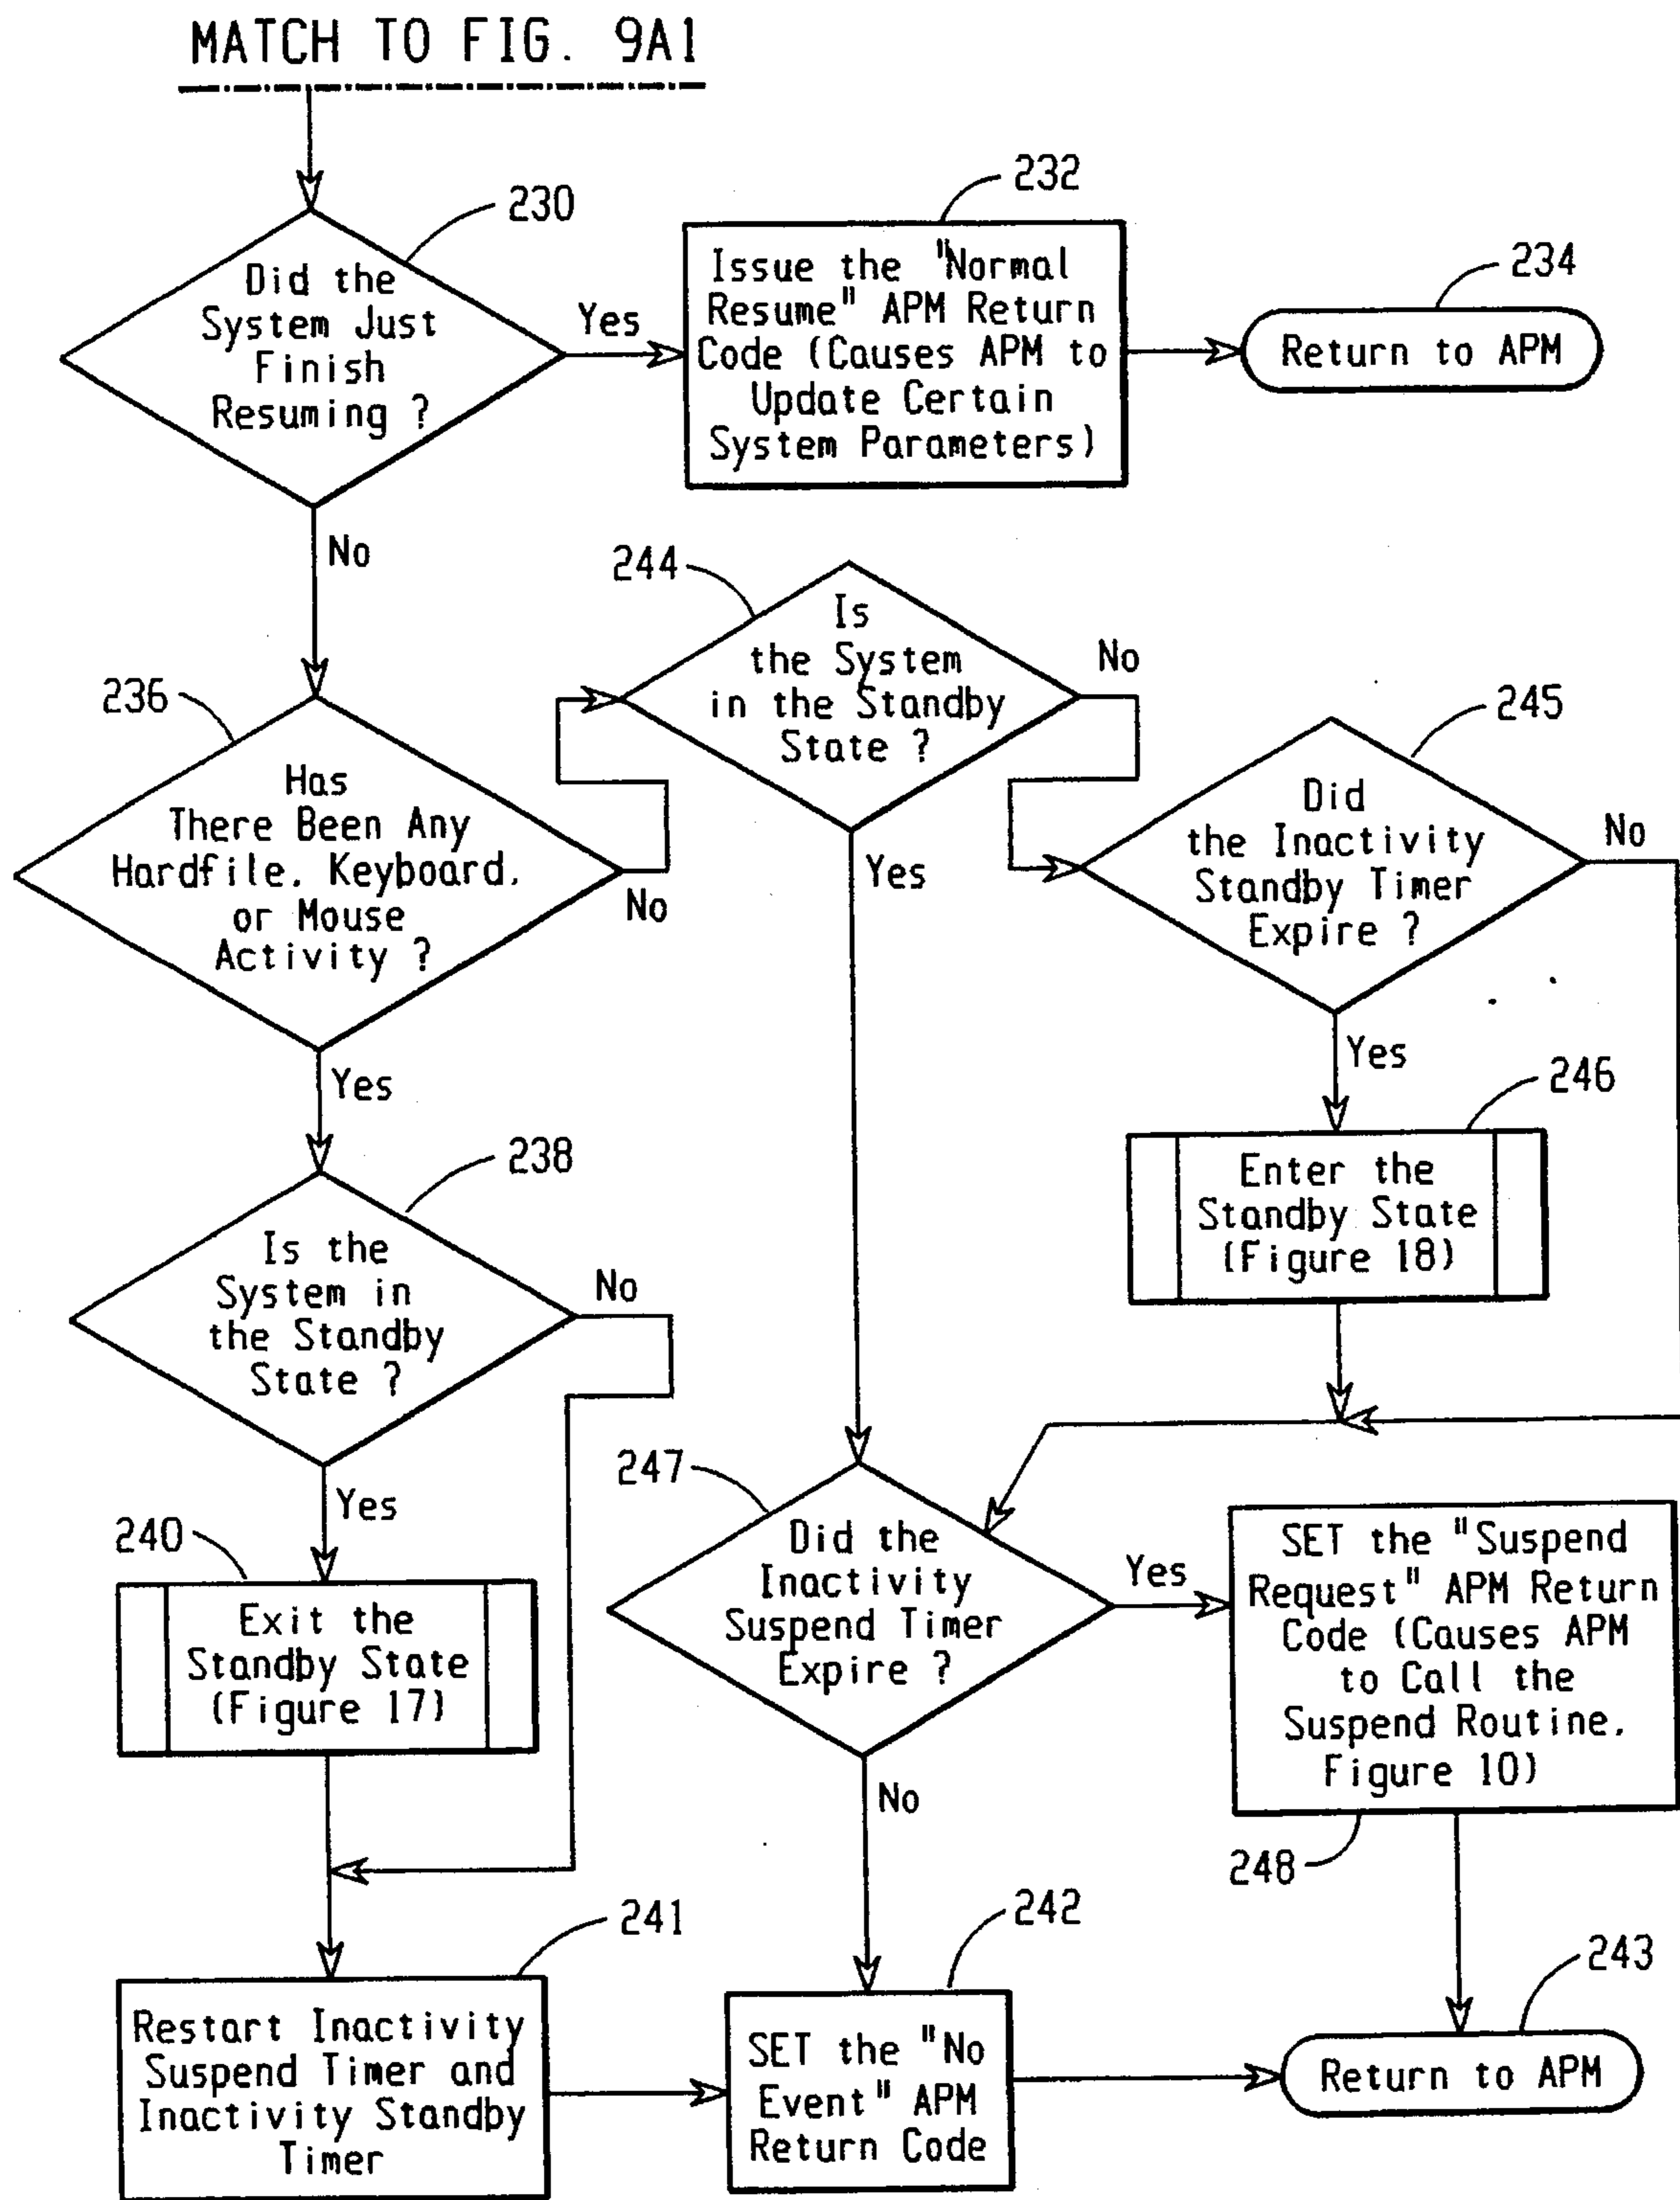 MATCH TO FIG. 9A1
230
Did the
System Just
Finish
Resuming ?
Yes
No
232
Issue the "Normal
Resume" APM Return
Code (Causes APM to
Update Certain
System Parameters)
234
Return to APM
236
Has
There Been Any
Hardfile, Keyboard,
or Mouse
Activity ?
No
Yes
244
Is
the System
in the Standby
State ?
No
Yes
245
Did
the Inactivity
Standby Timer
Expire ?
No
Yes
246
Enter the
Standby State
(Figure 18)
238
Is the
System in
the Standby
State ?
No
Yes
240
Exit the
Standby State
(Figure 17)
247
Did the
Inactivity
Suspend Timer
Expire ?
Yes
No
SET the "Suspend
Request" APM Return
Code (Causes APM
to Call the
Suspend Routine,
Figure 10)
248
241
Restart Inactivity
Suspend Timer and
Inactivity Standby
Timer
242
SET the "No
Event" APM
Return Code
243
Return to APM